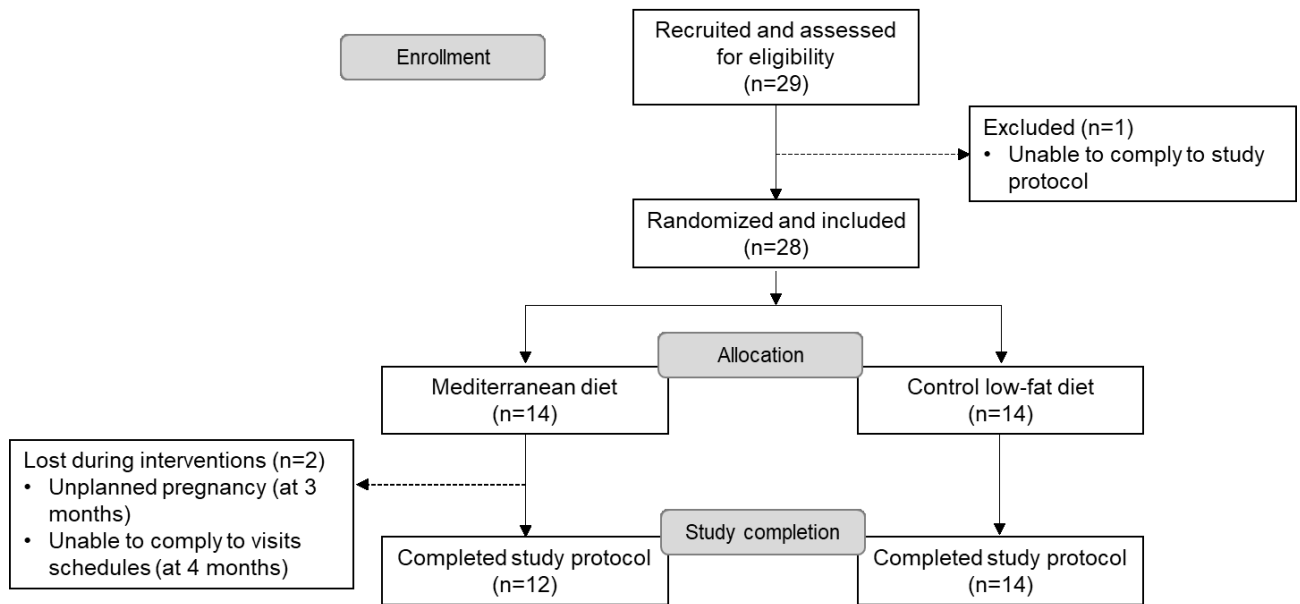 Enrollment
Recruited and assessed
for eligibility
(n=29)
Excluded (n=1)
• Unable to comply to study
protocol
Randomized and included
(n=28)
Allocation
Mediterranean diet
(n=14)
Control low-fat diet
(n=14)
Lost during interventions (n=2)
• Unplanned pregnancy (at 3
months)
• Unable to comply to visits
schedules (at 4 months)
Study completion
Completed study protocol
(n=12)
Completed study protocol
(n=14)